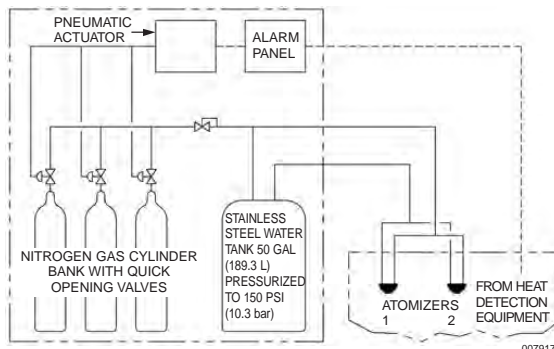 PNEUMATIC
ACTUATOR
ALARM
PANEL
NITROGEN GAS CYLINDER
BANK WITH QUICK
OPENING VALVES
STAINLESS
STEEL WATER
TANK 50 GAL
(189.3 L)
PRESSURIZED
TO 150 PSI
(10.3 bar)
ATOMIZERS
1 2
FROM HEAT
DETECTION
EQUIPMENT
007917